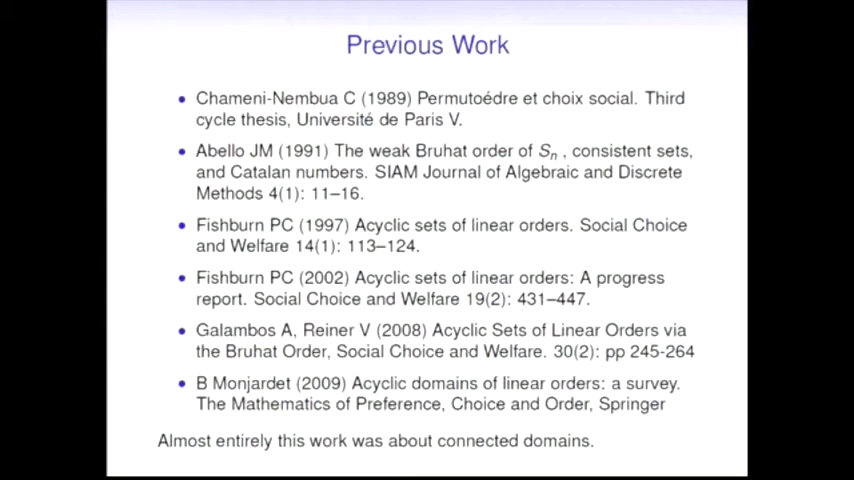 Previous Work
• Chameni-Nembua C (1989) Permutoédre et choix social. Third
cycle thesis, Université de Paris V.
• Abello JM (1991) The weak Bruhat order of Sn , consistent sets,
and Catalan numbers. SIAM Journal of Algebraic and Discrete
Methods 4(1): 11–16.
• Fishburn PC (1997) Acyclic sets of linear orders. Social Choice
and Welfare 14(1): 113–124.
• Fishburn PC (2002) Acyclic sets of linear orders: A progress
report. Social Choice and Welfare 19(2): 431–447.
• Galambos A, Reiner V (2008) Acyclic Sets of Linear Orders via
the Bruhat Order, Social Choice and Welfare. 30(2): pp 245-264
• B Monjardet (2009) Acyclic domains of linear orders: a survey.
The Mathematics of Preference, Choice and Order, Springer
Almost entirely this work was about connected domains.